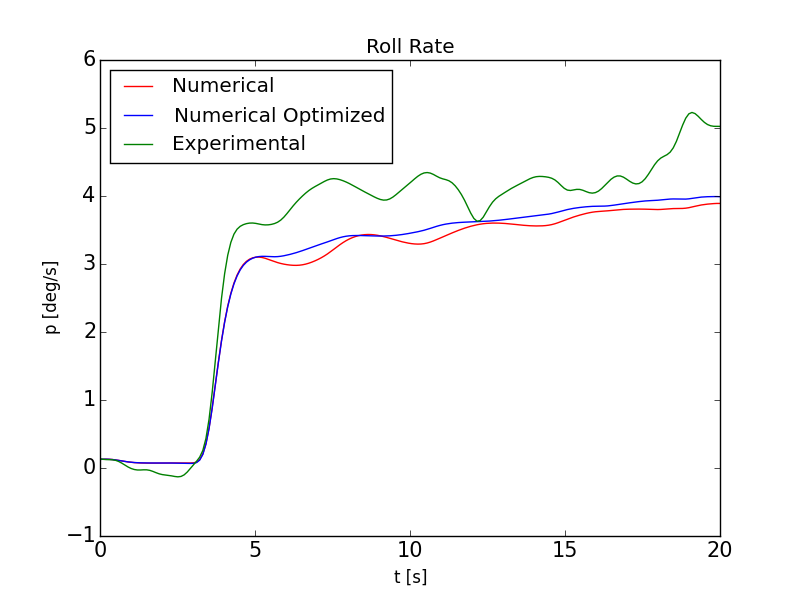 Roll Rate
6
5
4
3
2
1
0
−1
Numerical
Numerical Optimized
Experimental
p [deg/s]
0 5 10 15 20
t [s]